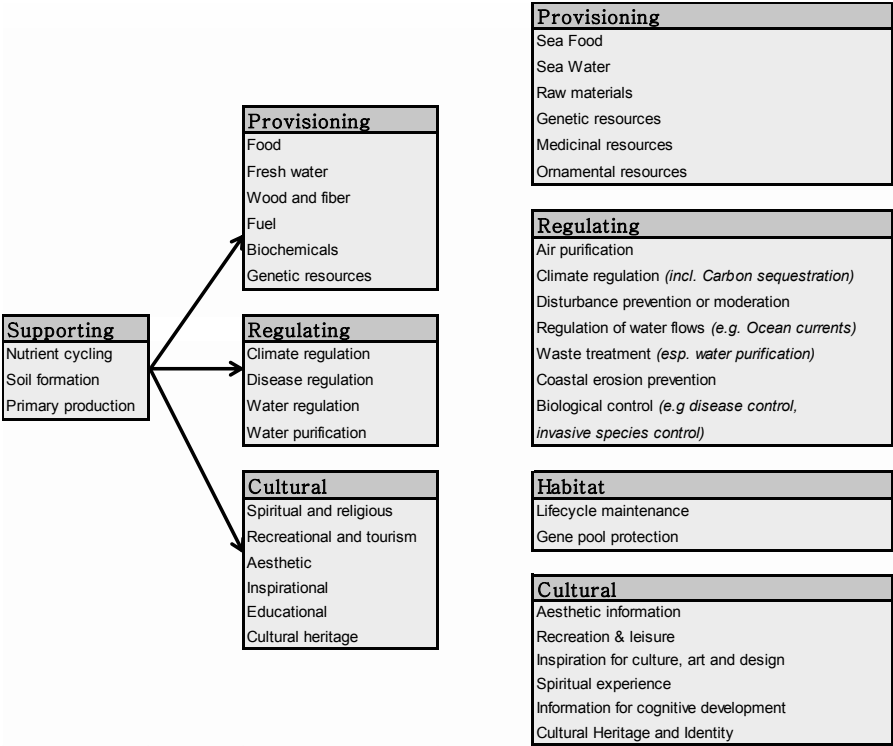 Supporting
Nutrient cycling
Soil formation
Primary production
Provisioning
Food
Fresh water
Wood and fiber
Fuel
Biochemicals
Genetic resources
Regulating
Climate regulation
Disease regulation
Water regulation
Water purification
Cultural
Spiritual and religious
Recreational and tourism
Aesthetic
Inspirational
Educational
Cultural heritage
Provisioning
Sea Food
Sea Water
Raw materials
Genetic resources
Medicinal resources
Ornamental resources
Regulating
Air purification
Climate regulation (incl. Carbon sequestration)
Disturbance prevention or moderation
Regulation of water flows (e.g. Ocean currents)
Waste treatment (esp. water purification)
Coastal erosion prevention
Biological control (e.g disease control,
invasive species control)
Habitat
Lifecycle maintenance
Gene pool protection
Cultural
Aesthetic information
Recreation & leisure
Inspiration for culture, art and design
Spiritual experience
Information for cognitive development
Cultural Heritage and Identity